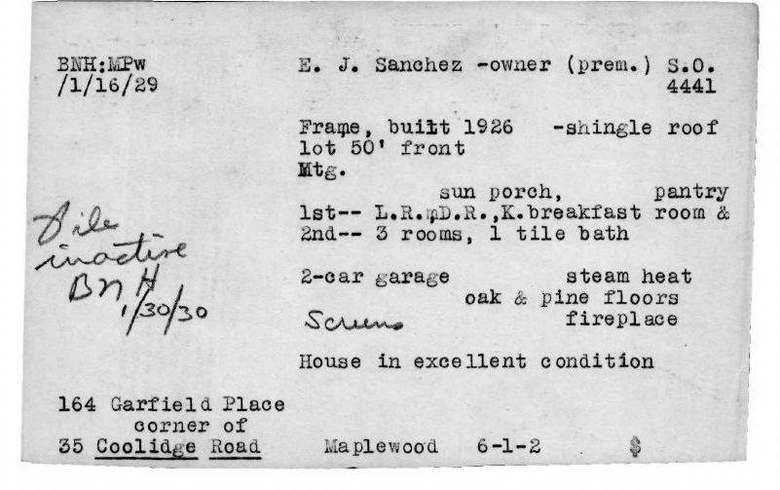 BNH:MPw E. J. Sanchez -owner (prem.) S.O.
/1/16/29 4441
Frame, built 1926 -shingle roof
lot 50' front
Mtg.
sun porch, pantry
1st-- L.R.,D.R.,K.breakfast room &
2nd-- 3 rooms, 1 tile bath
File
inactive
BNH
1/30/30
2-car garage steam heat
oak & pine floors
Screens fireplace
House in excellent condition
164 Garfield Place
corner of
35 Coolidge Road Maplewood 6-1-2 $